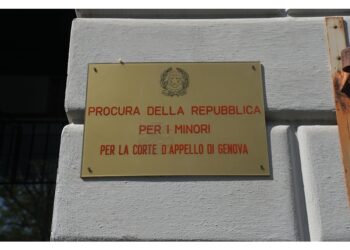 PROCURA DELLA REPUBBLICA
PER I MINORI
PER LA CORTE D'APPELLO DI GENOVA